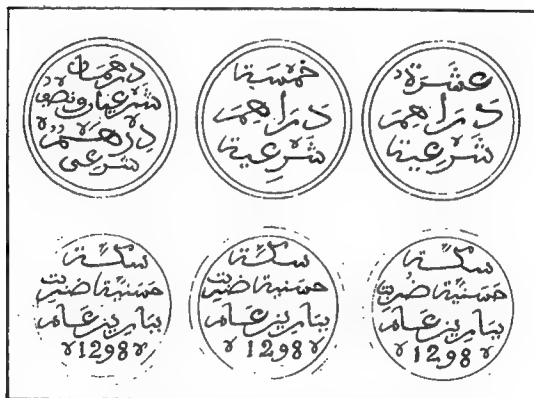 عشرة
دراهم
شرعية
خمسة
دراهم
شرعية
درهمان
شرعيان ونصف
درهم
شرعي
سكة
حسنية ضربت
بباريز عام
1298
سكة
حسنية ضربت
بباريز عام
1298
سكة
حسنية ضربت
بباريز عام
1298